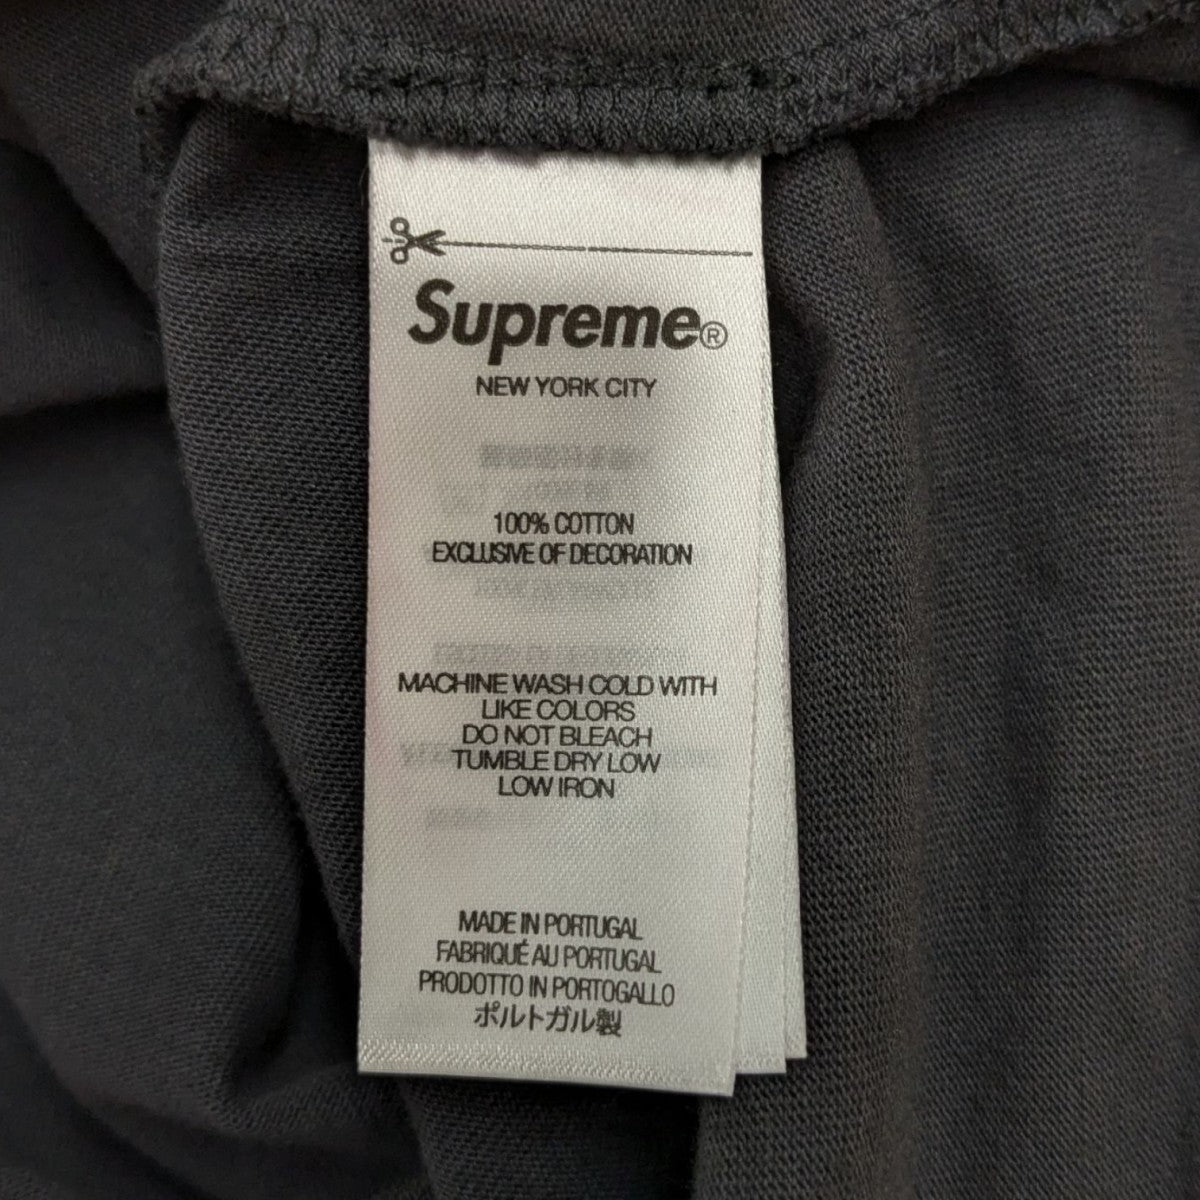 Supreme®
NEW YORK CITY
100% COTTON
EXCLUSIVE OF DECORATION
MACHINE WASH COLD WITH
LIKE COLORS
DO NOT BLEACH
TUMBLE DRY LOW
LOW IRON
MADE IN PORTUGAL
FABRIQUÉ AU PORTUGAL
PRODOTTO IN PORTOGALLO
ポルトガル製